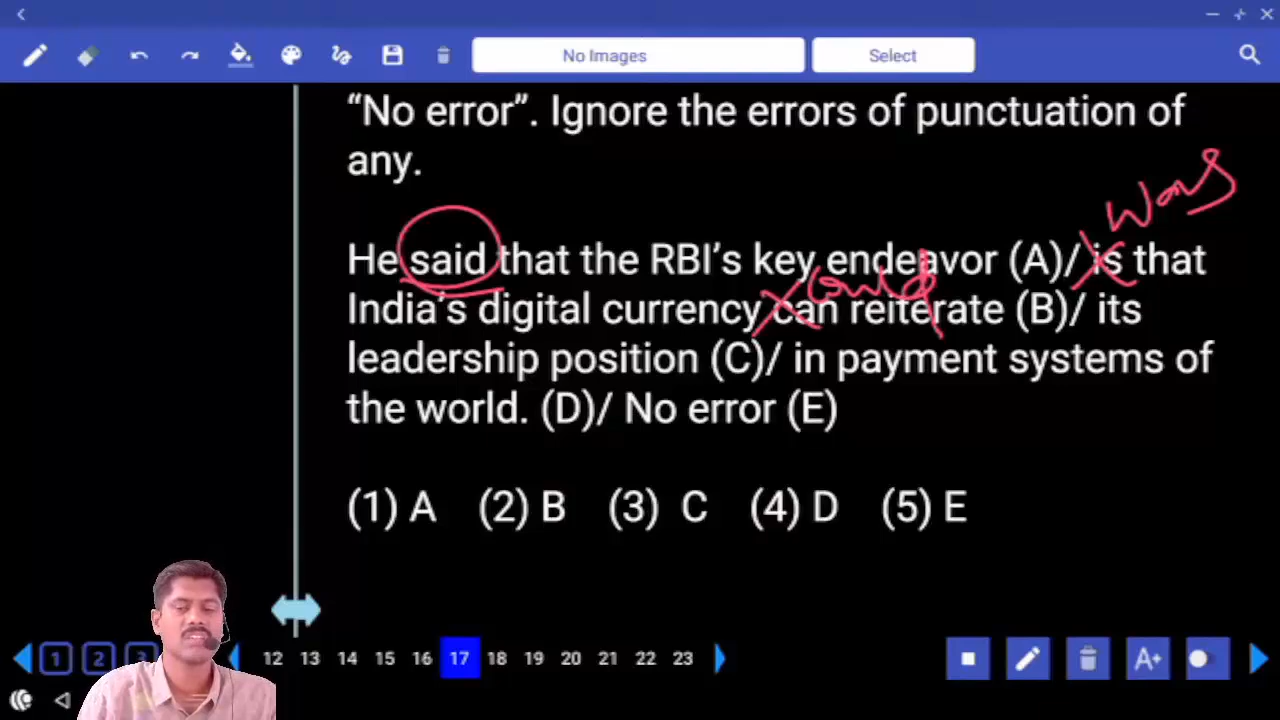 No Images
Select
“No error”. Ignore the errors of punctuation of
any.
was
He said that the RBI’s key endeavor (A)/ is that
could
India’s digital currency can reiterate (B)/ its
leadership position (C)/ in payment systems of
the world. (D)/ No error (E)
(1) A (2) B (3) C (4) D (5) E
1 2 3 12 13 14 15 16 17 18 19 20 21 22 23 A+